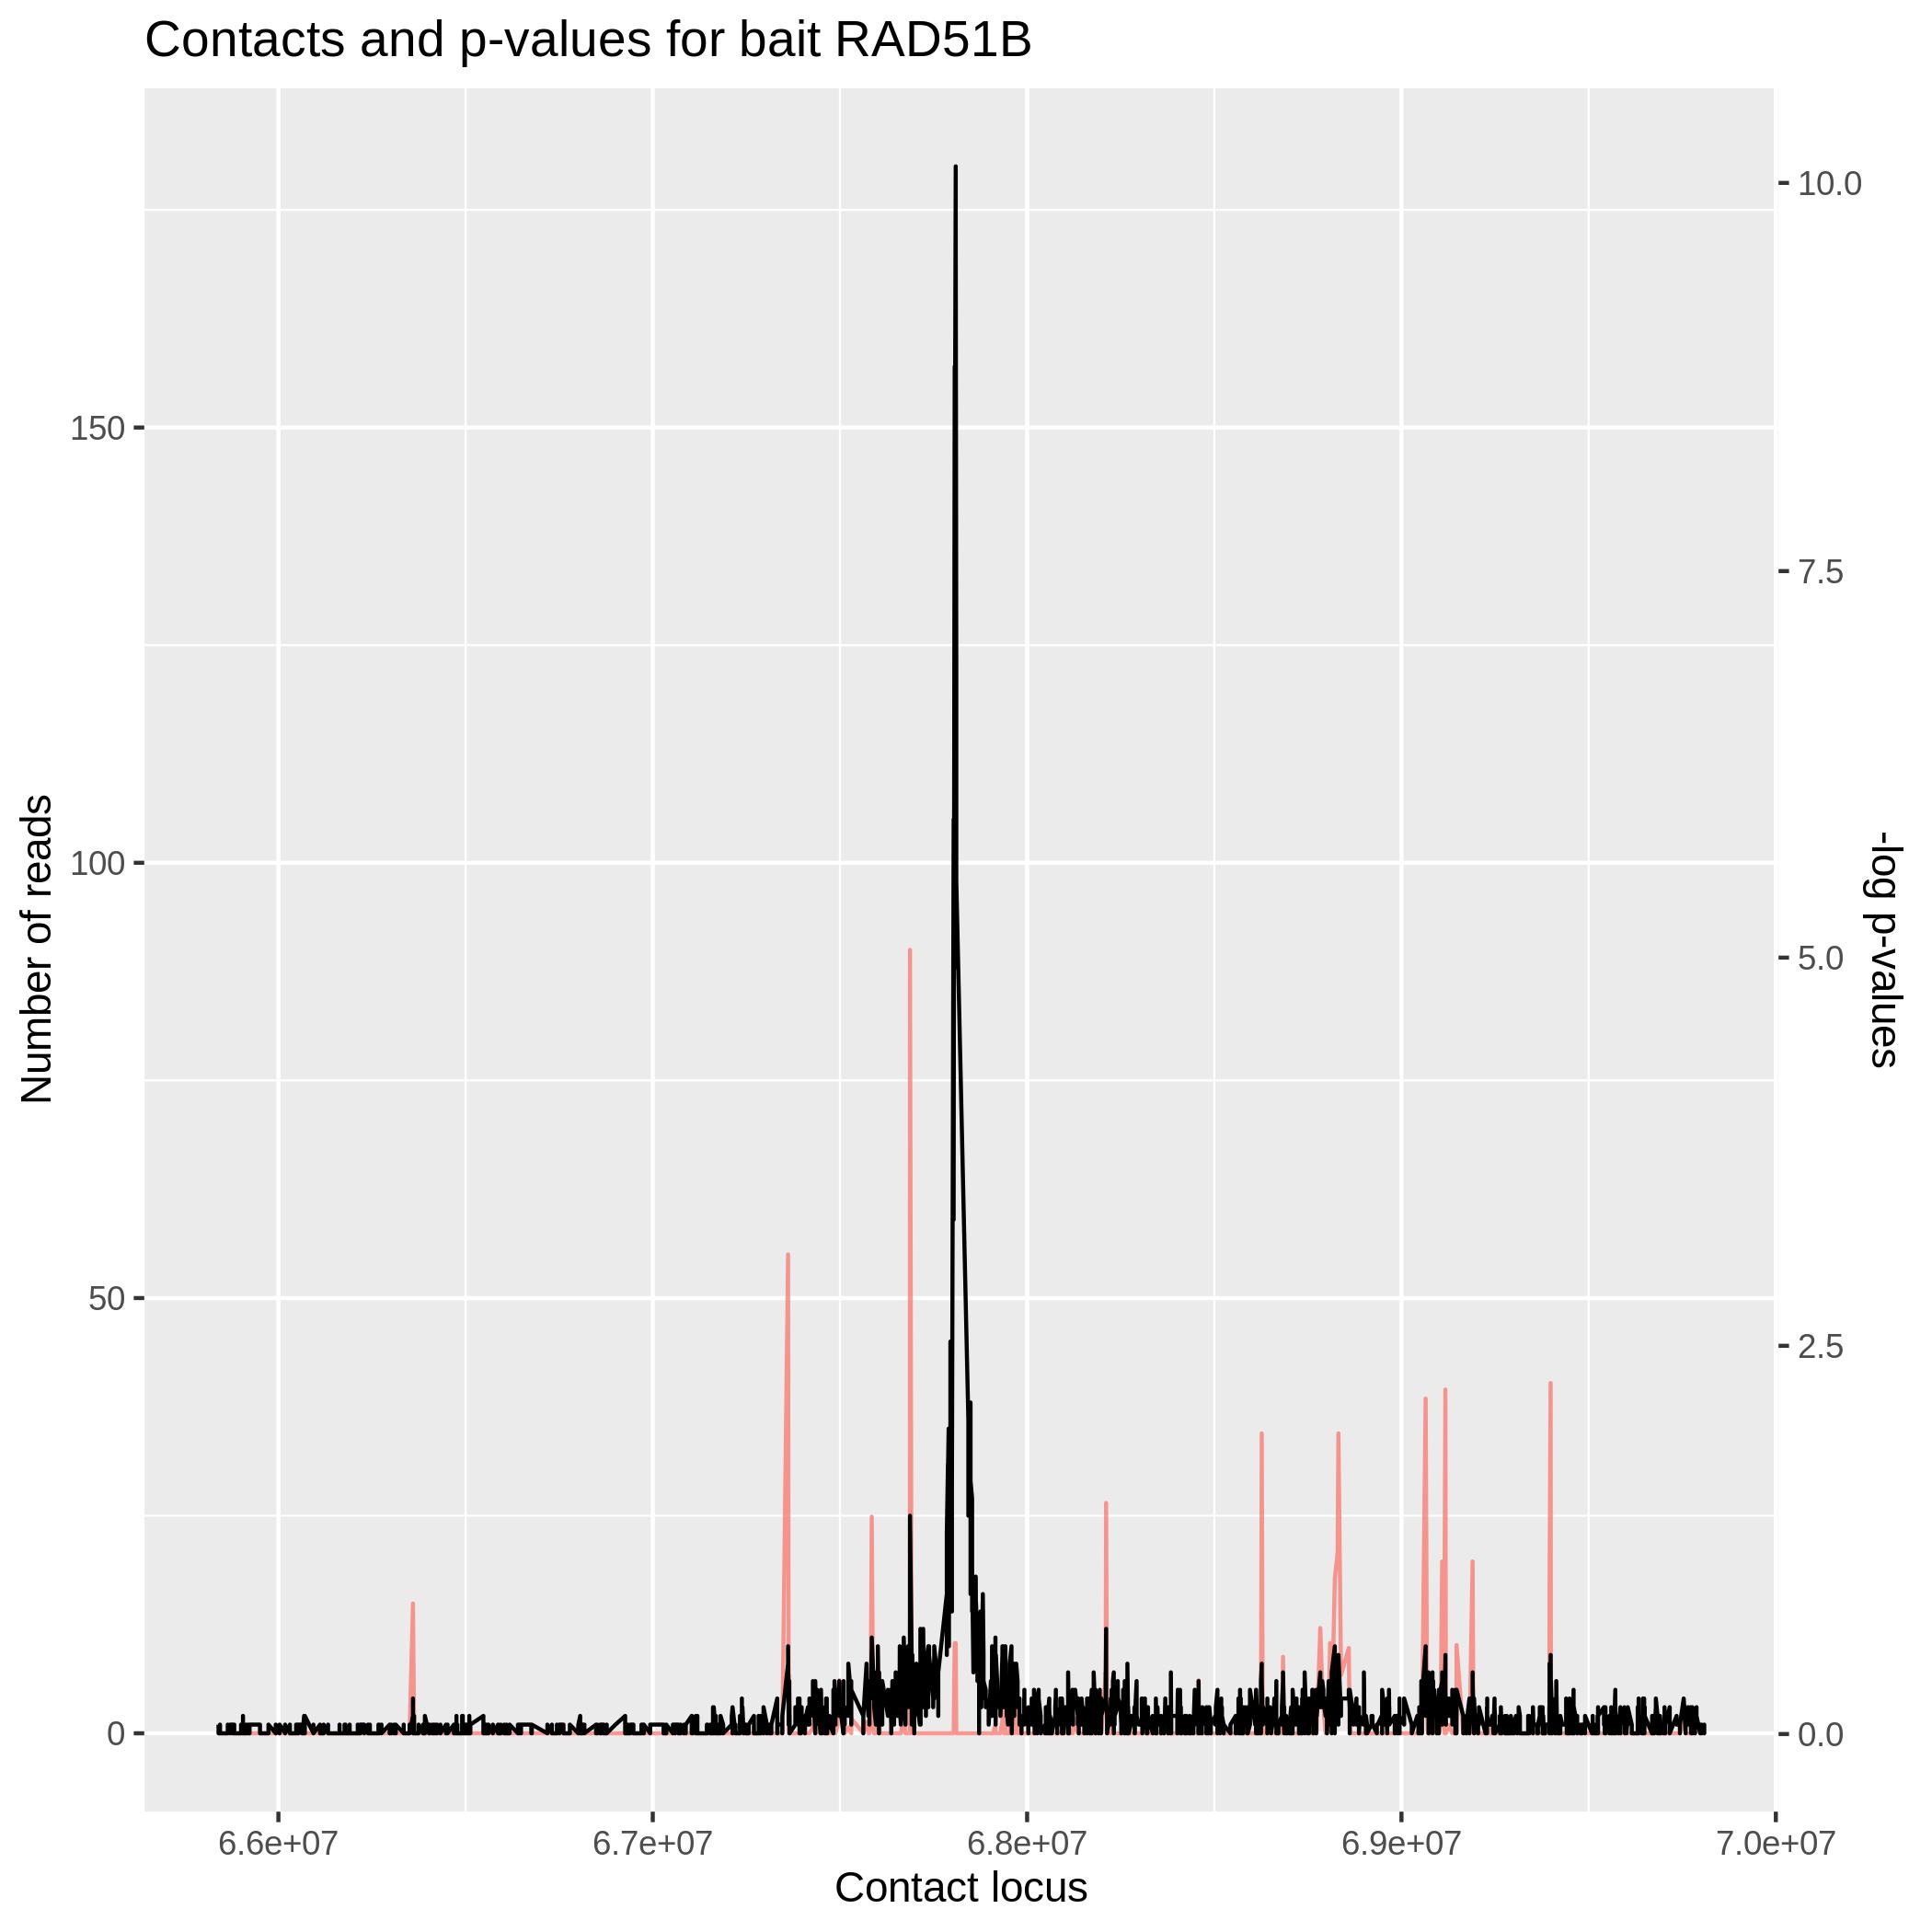 Contacts and p-values for bait RAD51B
Number of reads
150
100
50
0
10.0
7.5
5.0
2.5
0.0
-log p-values
6.6e+07
6.7e+07
6.8e+07
6.9e+07
7.0e+07
Contact locus